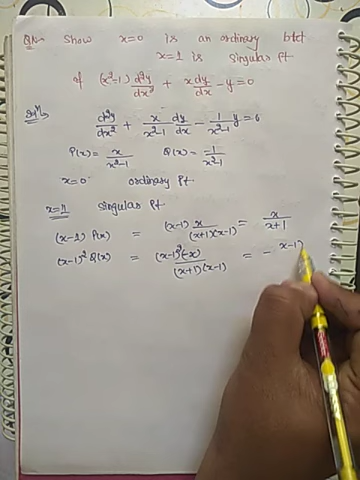 Qn:- Show x=0 is an ordinary but
x=1 is singular pt
of (x²-1) d²y/dx² + x dy/dx - y = 0
Soln
d²y/dx² + x/(x²-1) dy/dx - 1/(x²-1) y = 0
P(x) = x/(x²-1) Q(x) = -1/(x²-1)
x=0 ordinary Pt.
x=1 Singular Pt
(x-1) P(x) = (x-1) x/((x+1)(x-1)) = x/(x+1)
(x-1)² Q(x) = (x-1)²(-x)/((x+1)(x-1)) = - x-1)